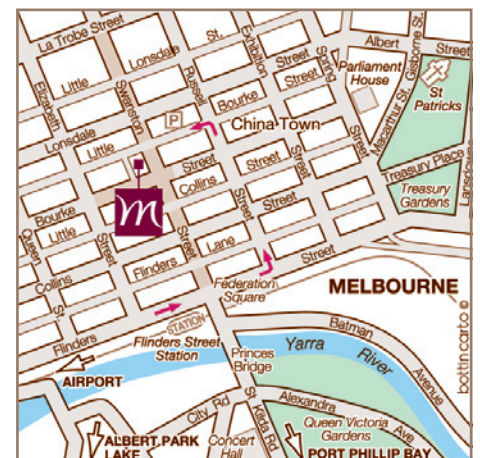 La Trobe Street
St.
Exhibition
Spring
Albert Street
Gisborne St.
Lonsdale
Little
Street
Parliament
House
Elizabeth
Swanston
Russell
Bourke
Street
Macarthur St.
St
Patricks
P
China Town
Lonsdale
Little
Street
Collins
Street
Street
Street
Treasury Place
Treasury
Gardens
Lansdowne
m
Bourke
Little
Queen
St.
Street
Street
Street
Lane
Street
Collins
Flinders
Federation
Square
MELBOURNE
Flinders
STATION
Flinders Street
Station
Princes
Bridge
Yarra
River
Batman
Avenue
bottin carto ©
AIRPORT
City Rd
St Kilda Rd
Alexandra
Ave
Queen Victoria
Gardens
ALBERT PARK
LAKE
Concert
Hall
PORT PHILLIP BAY